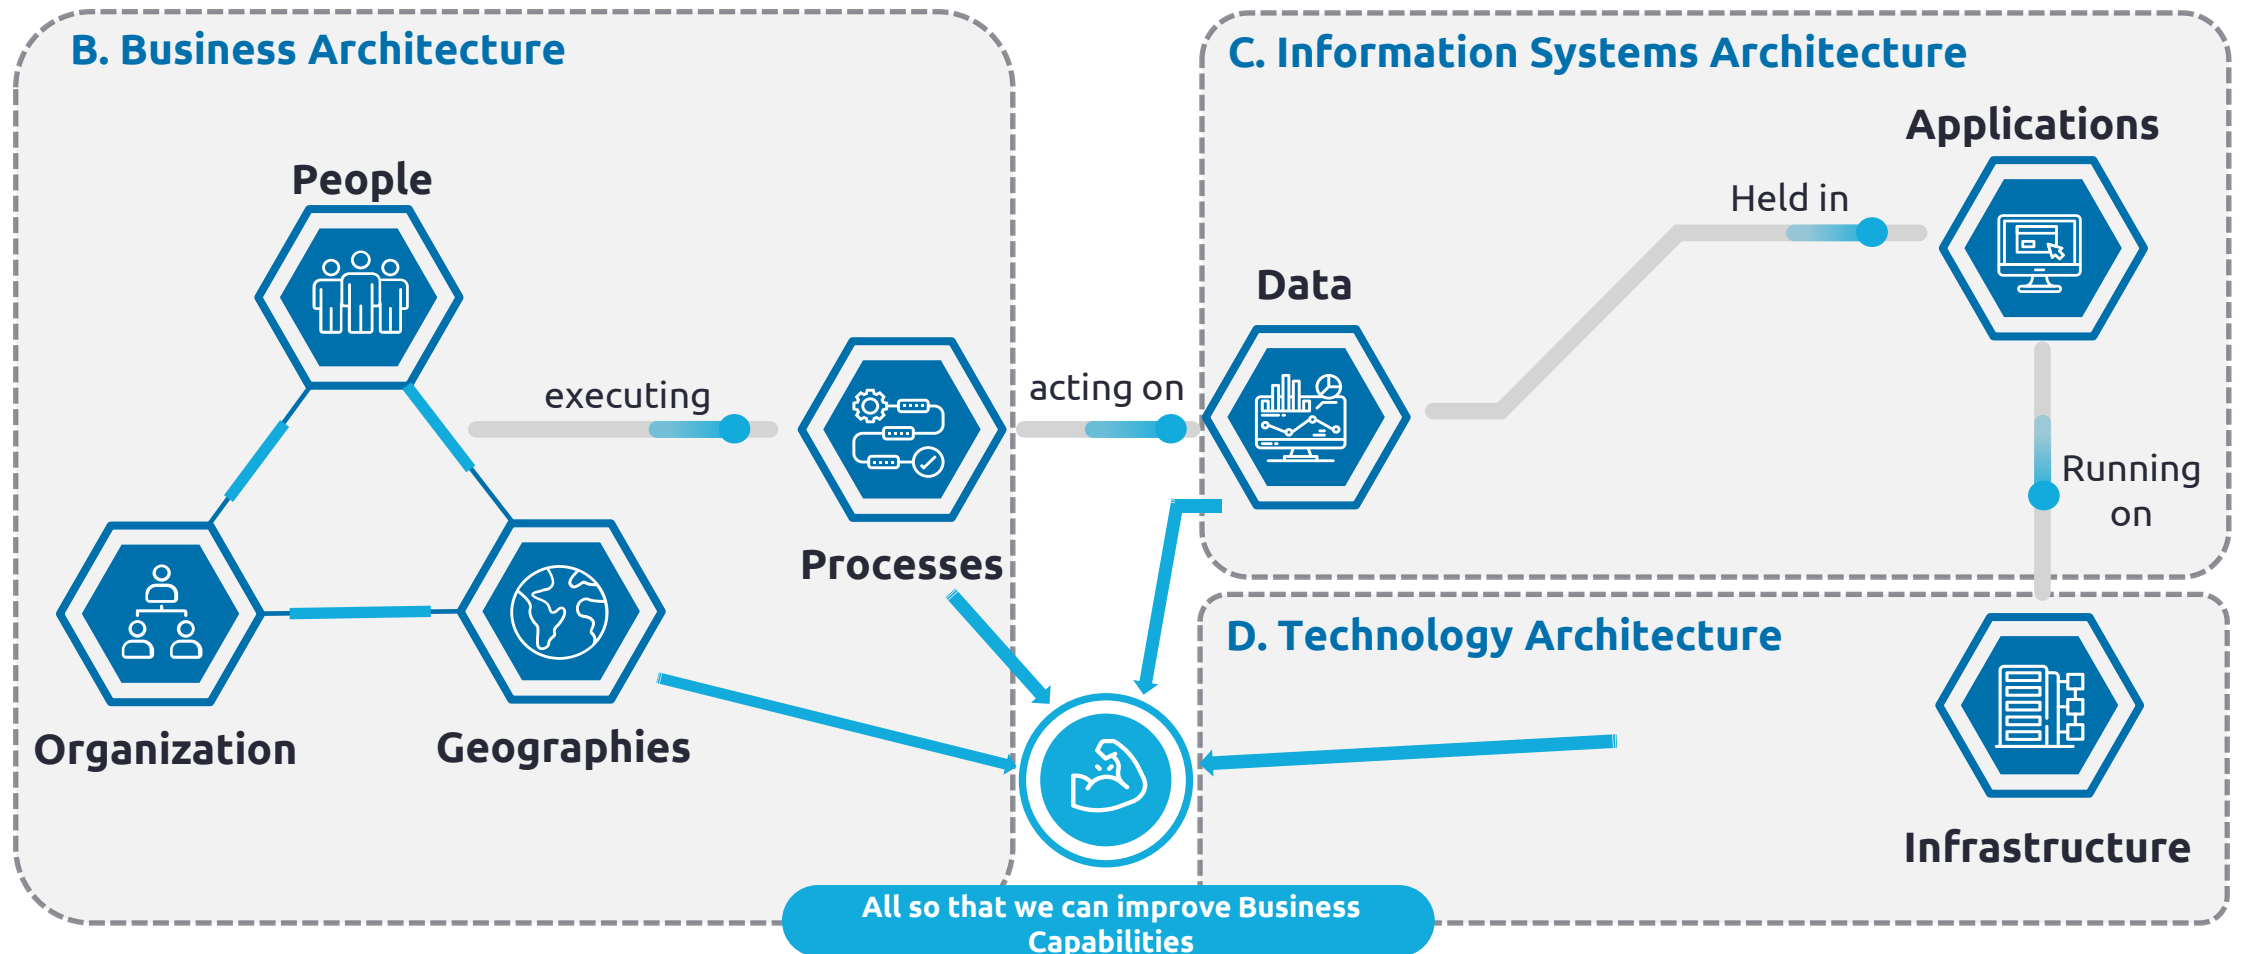 B. Business Architecture
People
executing
Processes
Organization
Geographies
acting on
C. Information Systems Architecture
Applications
Held in
Data
Running
on
D. Technology Architecture
Infrastructure
All so that we can improve Business
Capabilities